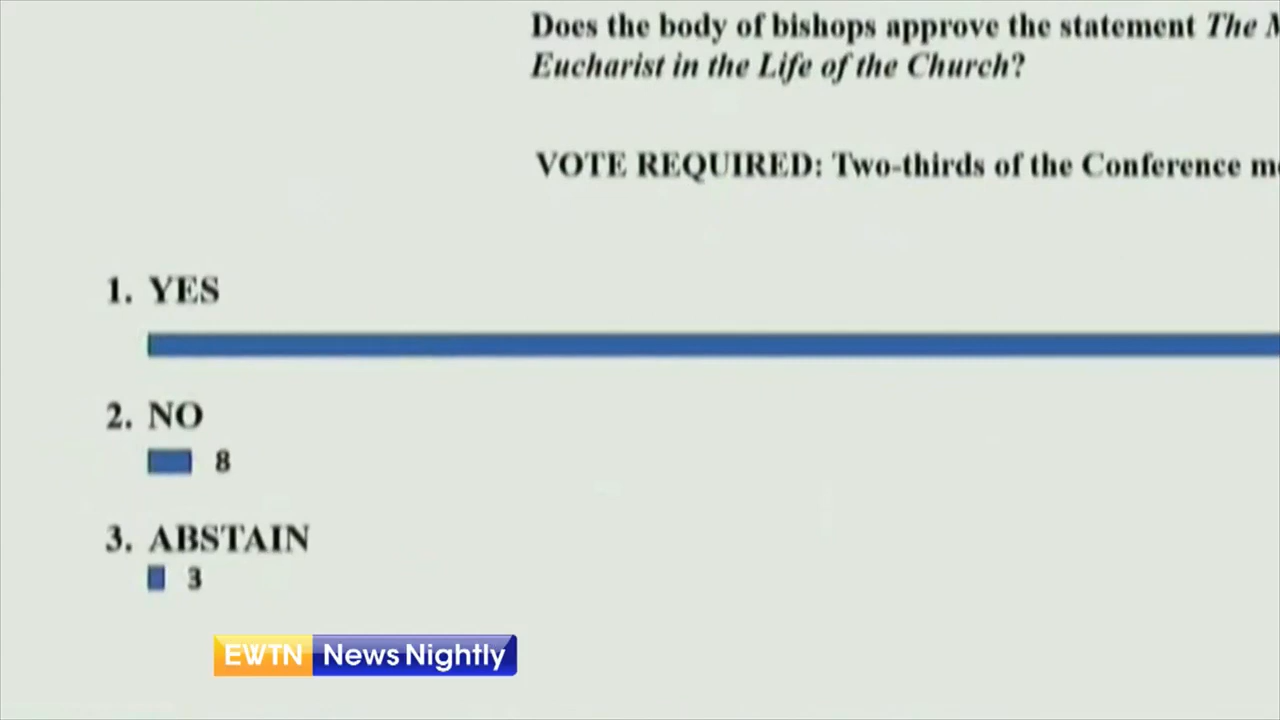 Does the body of bishops approve the statement The
Eucharist in the Life of the Church?
VOTE REQUIRED: Two-thirds of the Conference
1. YES
2. NO
8
3. ABSTAIN
3
EWTN News Nightly